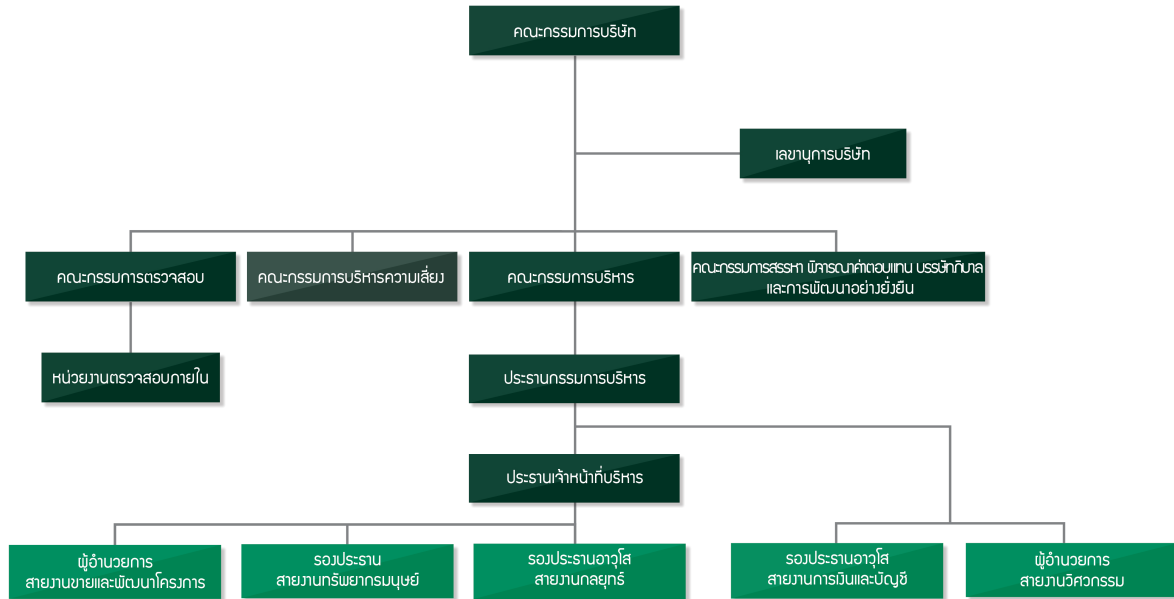 คณะกรรมการบริษัท
เลขานุการบริษัท
คณะกรรมการตรวจสอบ
คณะกรรมการบริหารความเสี่ยง
คณะกรรมการบริหาร
คณะกรรมการสรรหา พิจารณาค่าตอบแทน บรรษัทภิบาล
และการพัฒนาอย่างยั่งยืน
หน่วยงานตรวจสอบภายใน
ประธานกรรมการบริหาร
ประธานเจ้าหน้าที่บริหาร
ผู้อำนวยการ
สายงานขายและพัฒนาโครงการ
รองประธาน
สายงานทรัพยากรมนุษย์
รองประธานอาวุโส
สายงานกลยุทธ์
รองประธานอาวุโส
สายงานการเงินและบัญชี
ผู้อำนวยการ
สายงานวิศวกรรม